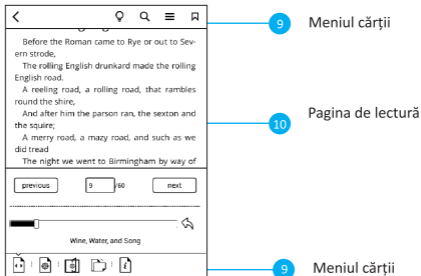 9 Meniul cărții
Before the Roman came to Rye or out to Sev-
ern strode,
The rolling English drunkard made the rolling
English road.
A reeling road, a rolling road, that rambles
round the shire,
And after him the parson ran, the sexton and
the squire;
10 Pagina de lectură
A merry road, a mazy road, and such as we
did tread
The night we went to Birmingham by way of
previous 9 /60 next
Wine, Water, and Song
9 Meniul cărții